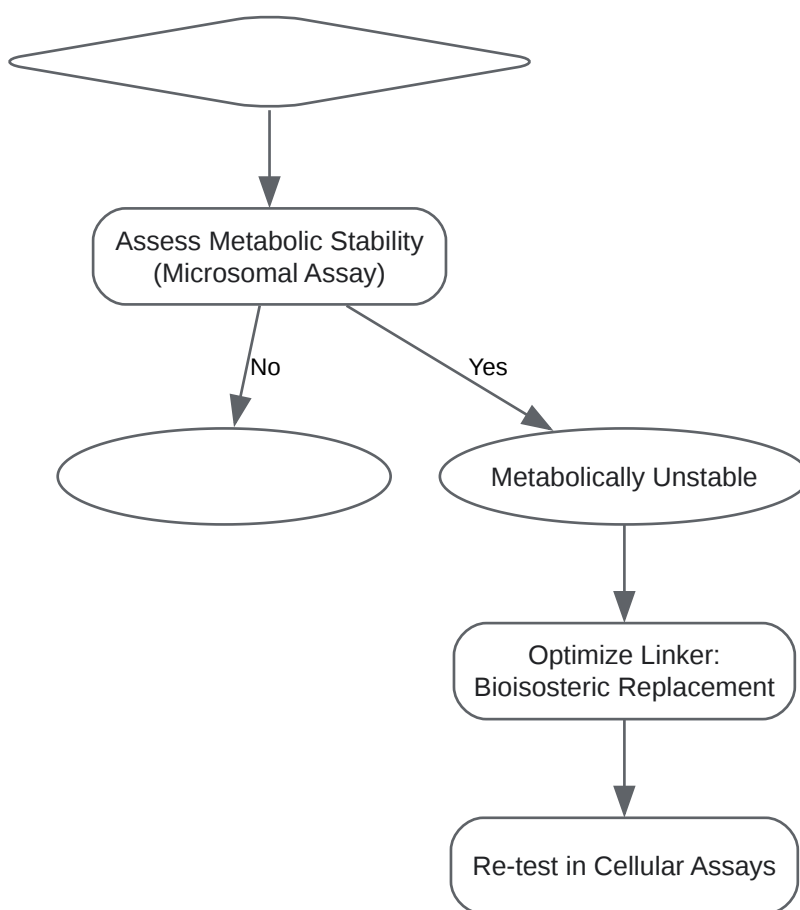 Assess Metabolic Stability
(Microsomal Assay)
No
Yes
Metabolically Unstable
Optimize Linker:
Bioisosteric Replacement
Re-test in Cellular Assays